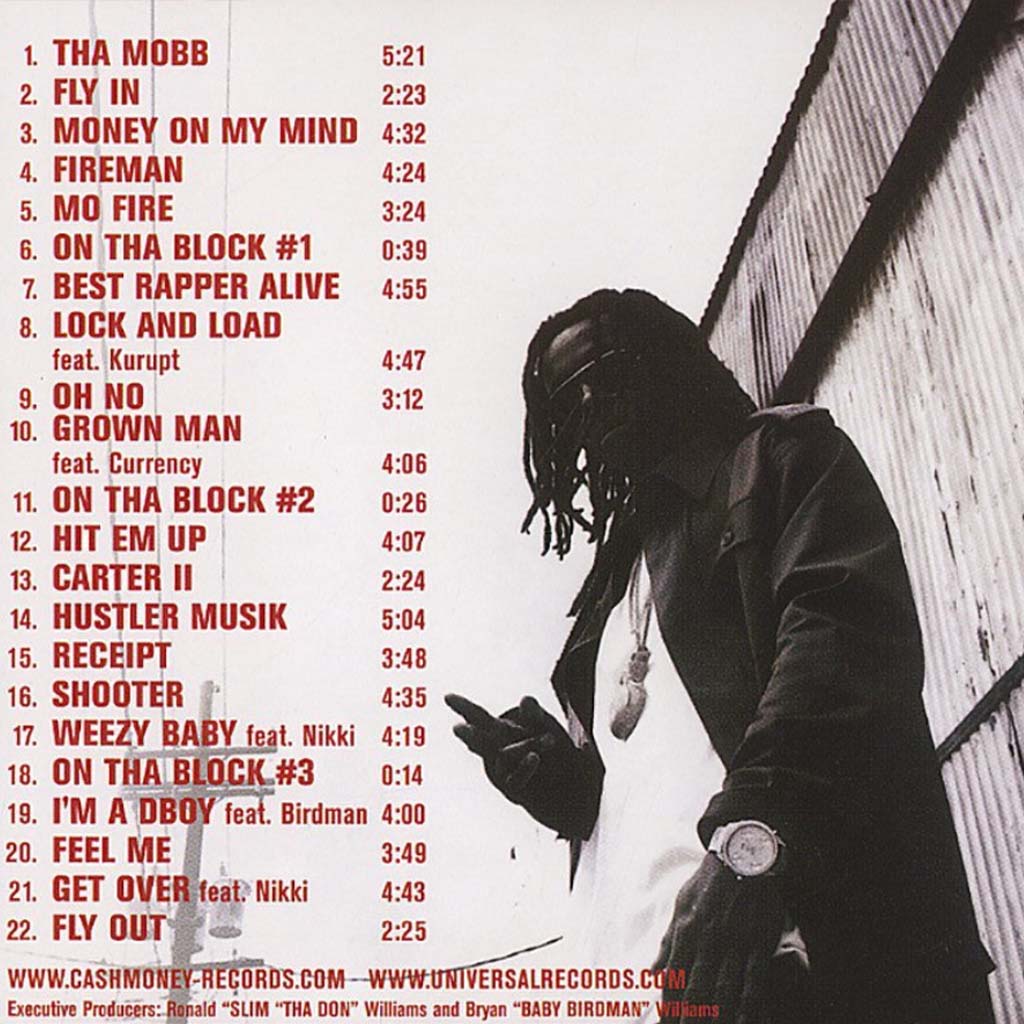 1. THA MOBB 5:21
2. FLY IN 2:23
3. MONEY ON MY MIND 4:32
4. FIREMAN 4:24
5. MO FIRE 3:24
6. ON THA BLOCK #1 0:39
7. BEST RAPPER ALIVE 4:55
8. LOCK AND LOAD
feat. Kurupt 4:47
9. OH NO 3:12
10. GROWN MAN
feat. Currency 4:06
11. ON THA BLOCK #2 0:26
12. HIT EM UP 4:07
13. CARTER II 2:24
14. HUSTLER MUSIK 5:04
15. RECEIPT 3:48
16. SHOOTER 4:35
17. WEEZY BABY feat. Nikki 4:19
18. ON THA BLOCK #3 0:14
19. I'M A DBOY feat. Birdman 4:00
20. FEEL ME 3:49
21. GET OVER feat. Nikki 4:43
22. FLY OUT 2:25
WWW.CASHMONEY-RECORDS.COM WWW.UNIVERSALRECORDS.COM
Executive Producers: Ronald "SLIM "THA DON" Williams and Bryan "BABY BIRDMAN" Williams